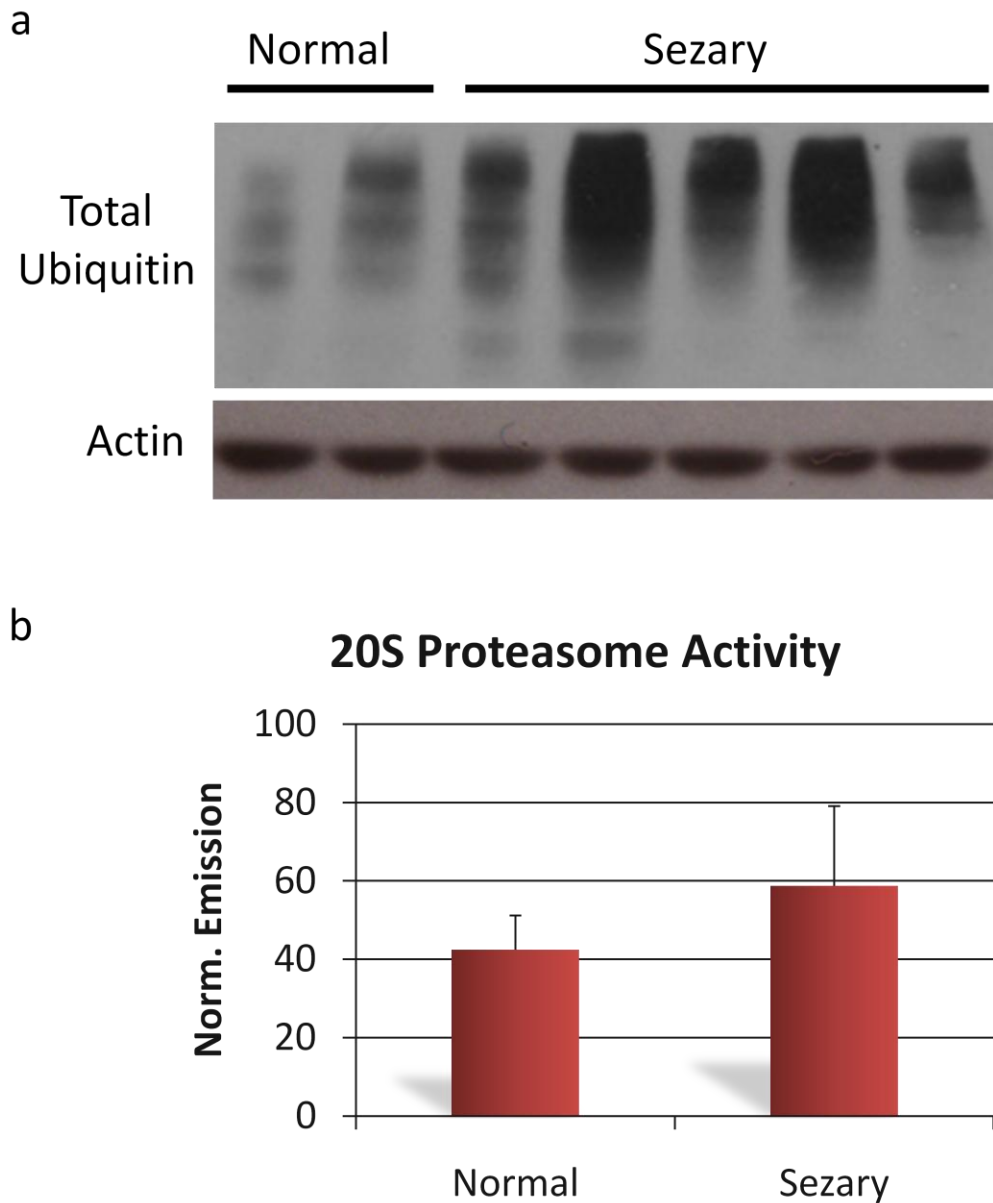 a
Normal
Sezary
Total
Ubiquitin
Actin
b
20S Proteasome Activity
Norm. Emission
100
80
60
40
20
0
Normal
Sezary